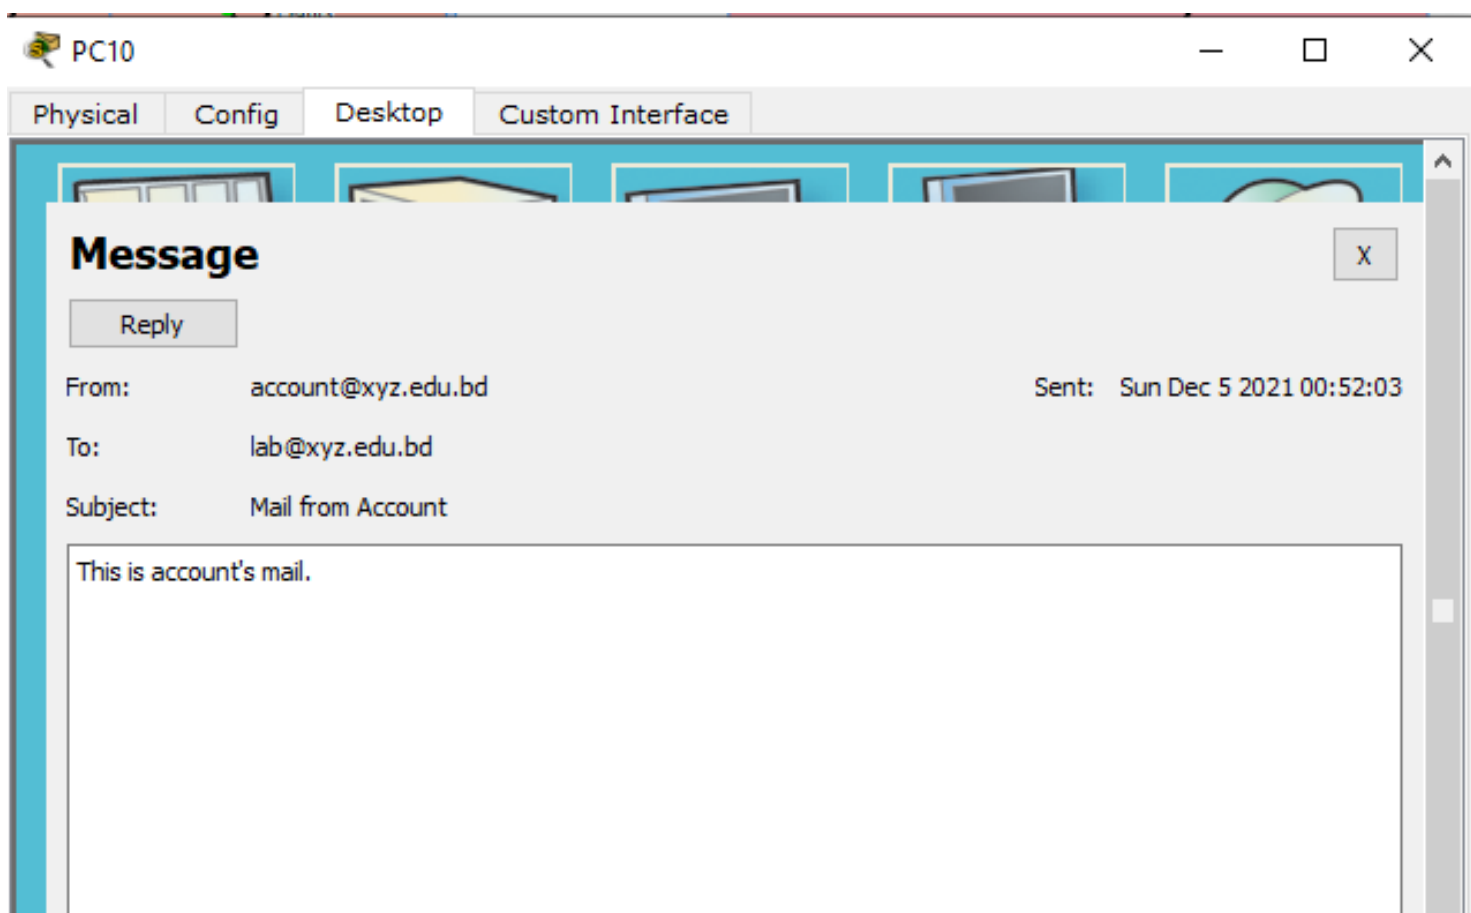 PC10
Physical Config Desktop Custom Interface
Message
X
Reply
From: account@xyz.edu.bd Sent: Sun Dec 5 2021 00:52:03
To: lab@xyz.edu.bd
Subject: Mail from Account
This is account's mail.